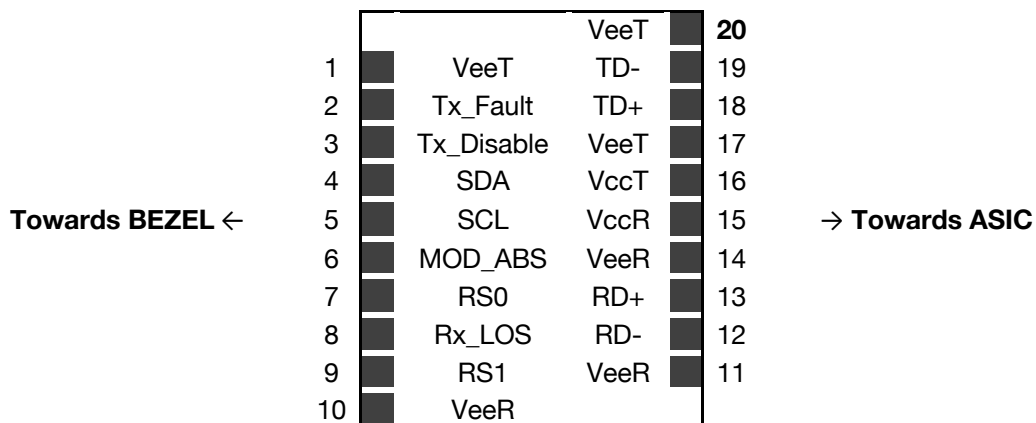 VeeT 20
1 VeeT TD- 19
2 Tx_Fault TD+ 18
3 Tx_Disable VeeT 17
4 SDA VccT 16
Towards BEZEL ← 5 SCL VccR 15 → Towards ASIC
6 MOD_ABS VeeR 14
7 RS0 RD+ 13
8 Rx_LOS RD- 12
9 RS1 VeeR 11
10 VeeR